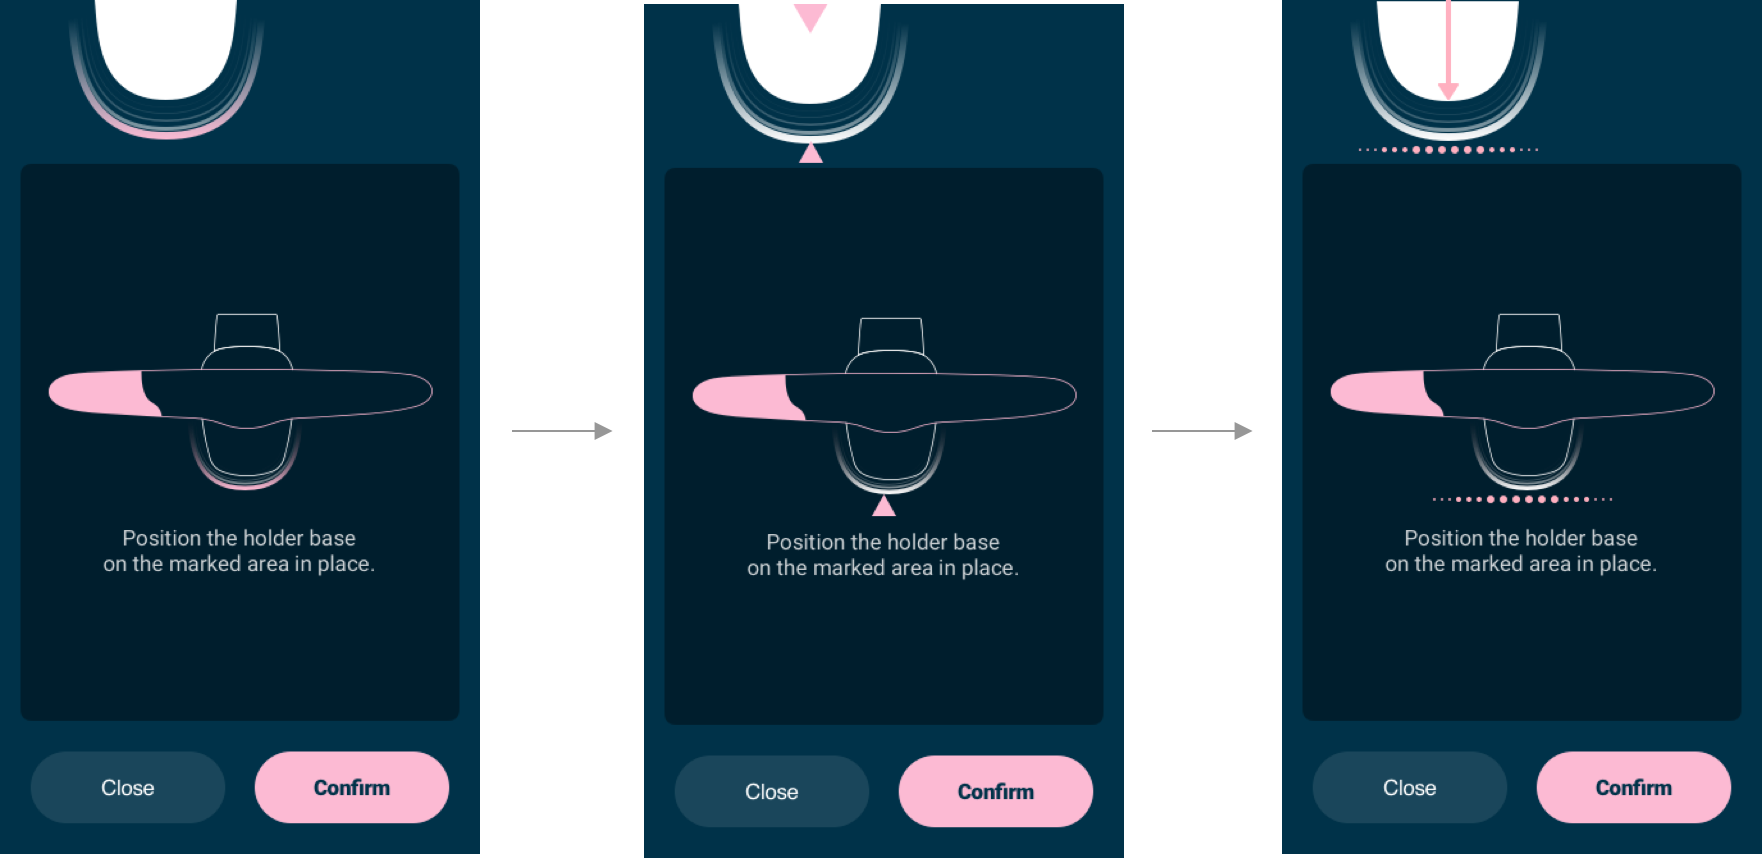 Position the holder base
on the marked area in place.
Close
Confirm
Position the holder base
on the marked area in place.
Close
Confirm
Position the holder base
on the marked area in place.
Close
Confirm